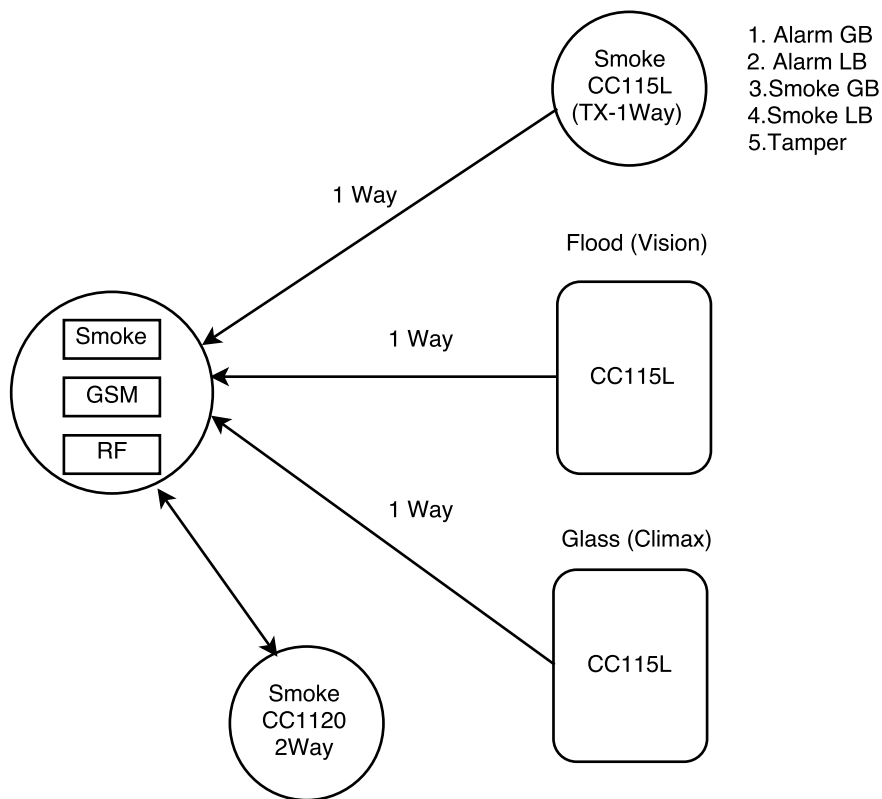 Smoke
CC115L
(TX-1Way)
1. Alarm GB
2. Alarm LB
3.Smoke GB
4.Smoke LB
5.Tamper
1 Way
Flood (Vision)
1 Way
CC115L
Smoke
GSM
RF
1 Way
Glass (Climax)
CC115L
Smoke
CC1120
2Way